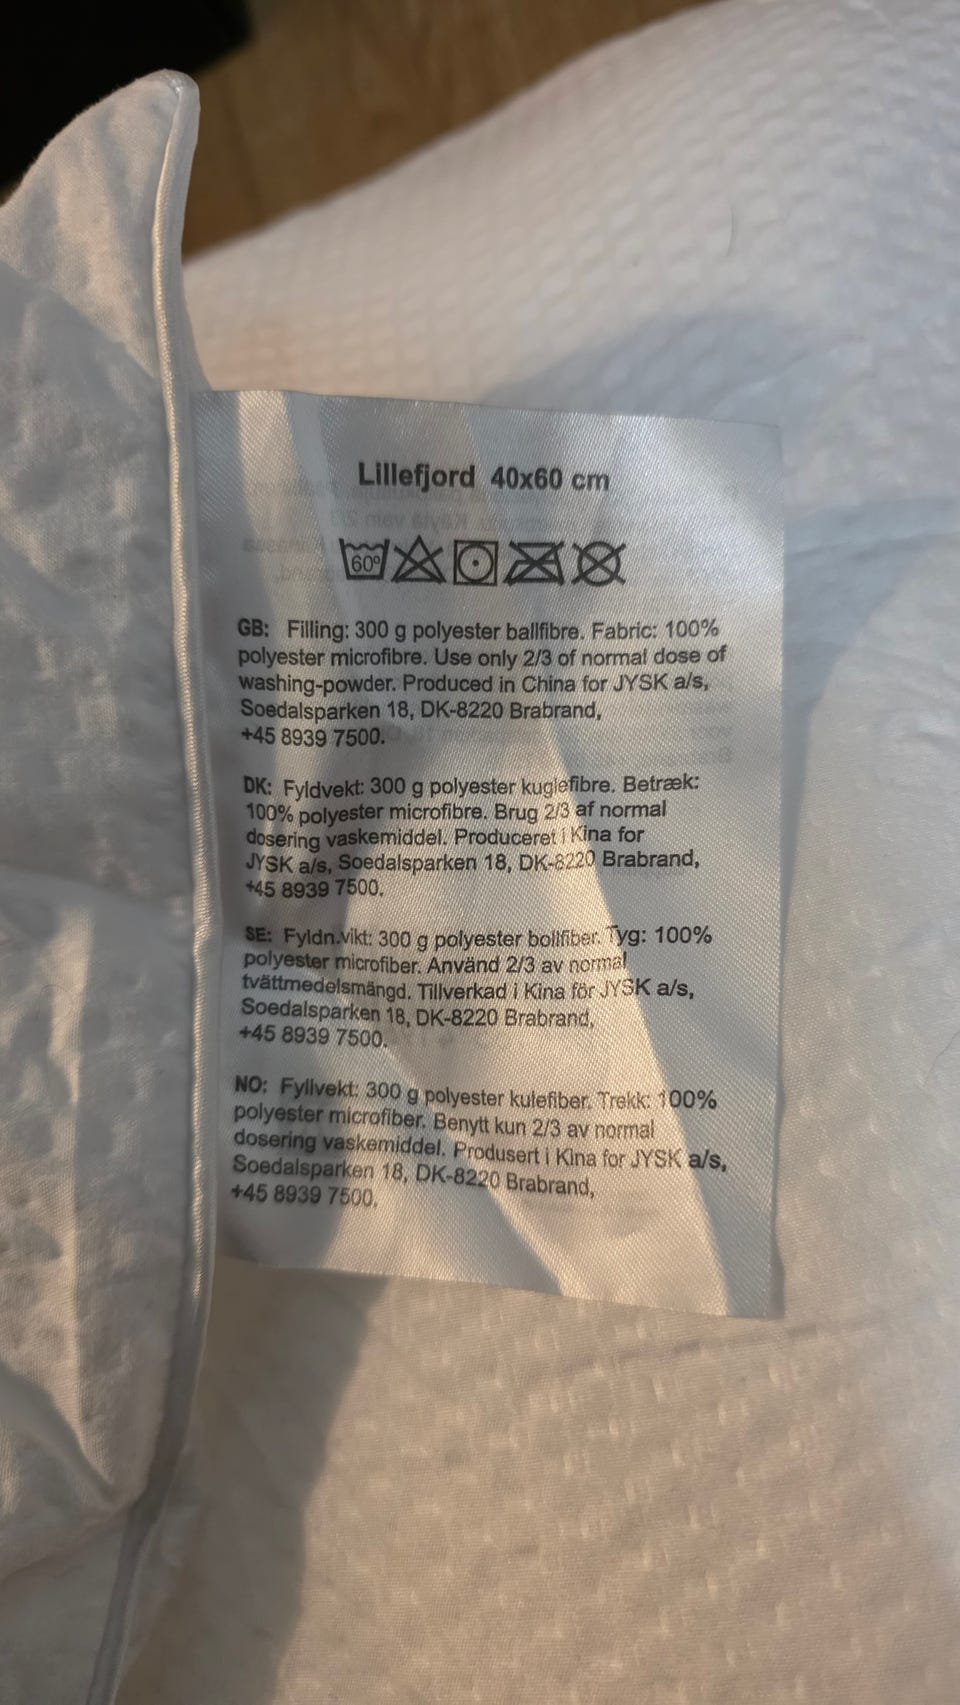 Lillefjord 40x60 cm
60°
GB: Filling: 300 g polyester ballfibre. Fabric: 100%
polyester microfibre. Use only 2/3 of normal dose of
washing-powder. Produced in China for JYSK a/s,
Soedalsparken 18, DK-8220 Brabrand,
+45 8939 7500.
DK: Fyldvekt: 300 g polyester kuglefibre. Betræk:
100% polyester microfibre. Brug 2/3 af normal
dosering vaskemiddel. Produceret i Kina for
JYSK a/s, Soedalsparken 18, DK-8220 Brabrand,
+45 8939 7500.
SE: Fyldn.vikt: 300 g polyester bollfiber. Tyg: 100%
polyester microfiber. Använd 2/3 av normal
tvättmedelsmängd. Tillverkad i Kina för JYSK a/s,
Soedalsparken 18, DK-8220 Brabrand,
+45 8939 7500.
NO: Fyllvekt: 300 g polyester kulefiber. Trekk: 100%
polyester microfiber. Benytt kun 2/3 av normal
dosering vaskemiddel. Produsert i Kina for JYSK a/s,
Soedalsparken 18, DK-8220 Brabrand,
+45 8939 7500.